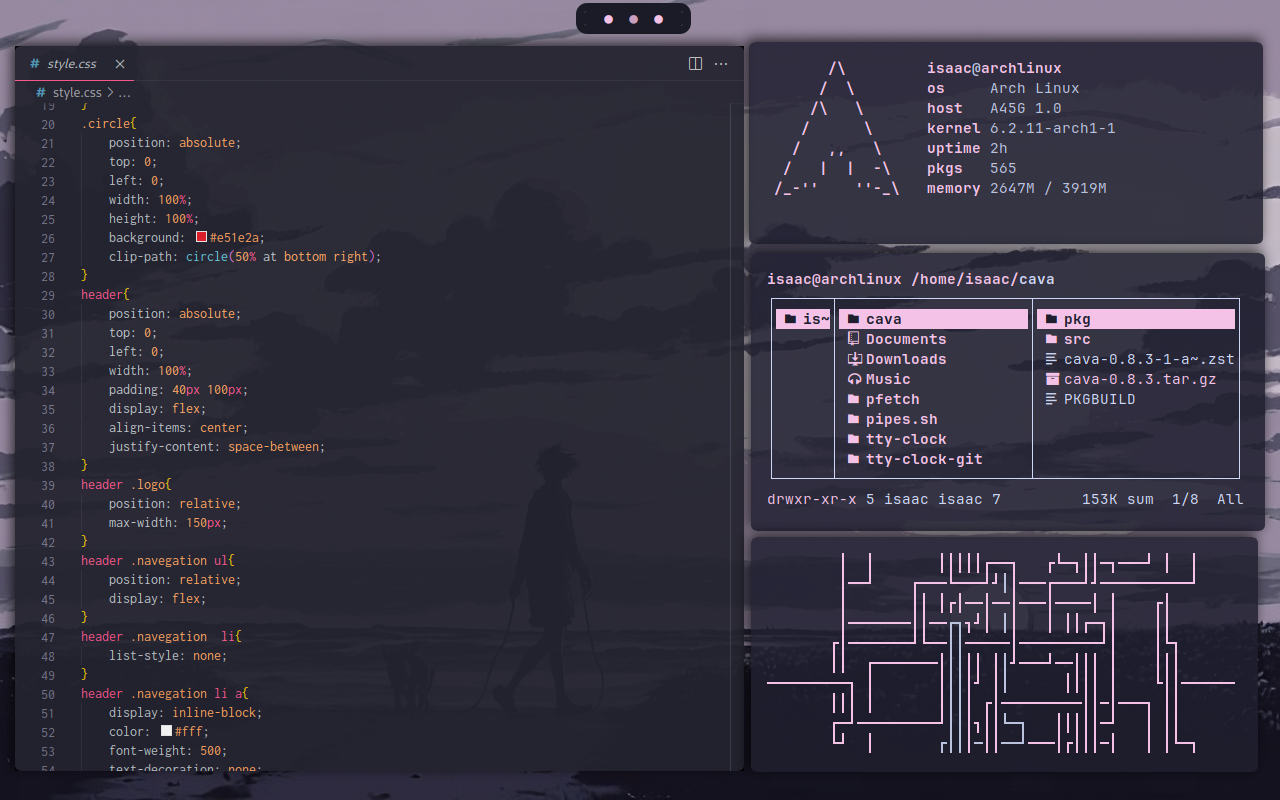 style.css
style.css > ...
19 }
20 .circle{
21 position: absolute;
22 top: 0;
23 left: 0;
24 width: 100%;
25 height: 100%;
26 background: #e51e2a;
27 clip-path: circle(50% at bottom right);
28 }
29 header{
30 position: absolute;
31 top: 0;
32 left: 0;
33 width: 100%;
34 padding: 40px 100px;
35 display: flex;
36 align-items: center;
37 justify-content: space-between;
38 }
39 header .logo{
40 position: relative;
41 max-width: 150px;
42 }
43 header .navegation ul{
44 position: relative;
45 display: flex;
46 }
47 header .navegation  li{
48 list-style: none;
49 }
50 header .navegation li a{
51 display: inline-block;
52 color: #fff;
53 font-weight: 500;
54 text-decoration: none;
isaac@archlinux
os Arch Linux
host A45G 1.0
kernel 6.2.11-arch1-1
uptime 2h
pkgs 565
memory 2647M / 3919M
isaac@archlinux /home/isaac/cava
is~ cava pkg
Documents src
Downloads cava-0.8.3-1-a~.zst
Music cava-0.8.3.tar.gz
pfetch PKGBUILD
pipes.sh
tty-clock
tty-clock-git
drwxr-xr-x 5 isaac isaac 7 153K sum 1/8 All